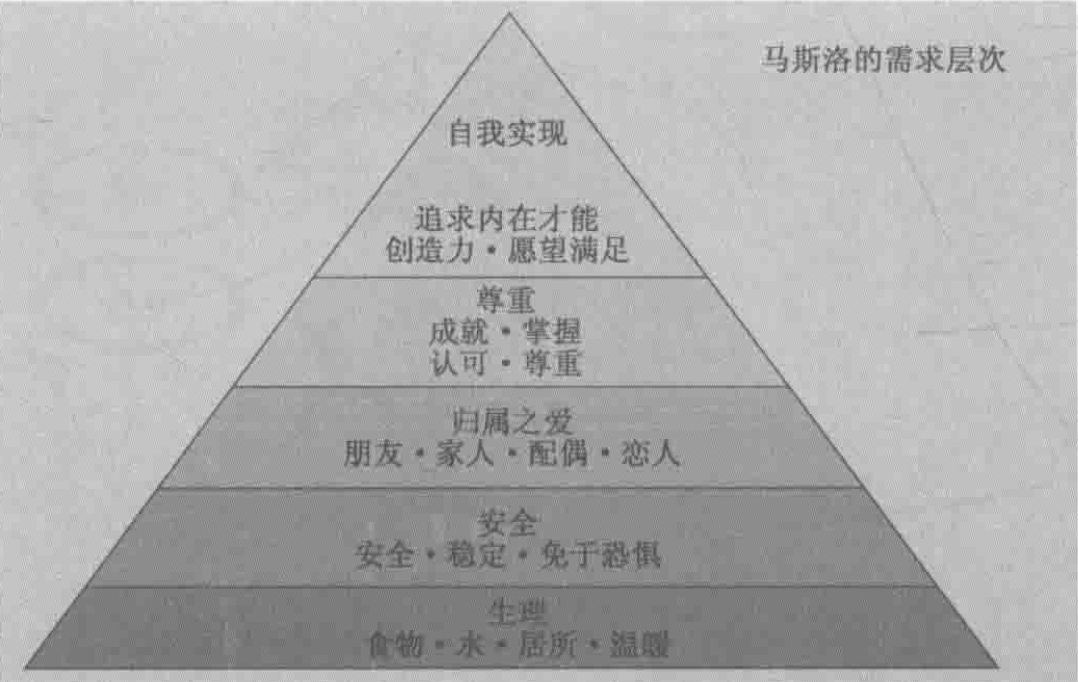 马斯洛的需求层次
自我实现
追求内在才能
创造力·愿望满足
尊重
成就·掌握
认可·尊重
归属之爱
朋友·家人·配偶·恋人
安全
安全·稳定·免于恐惧
生理
食物·水·居所·温暖